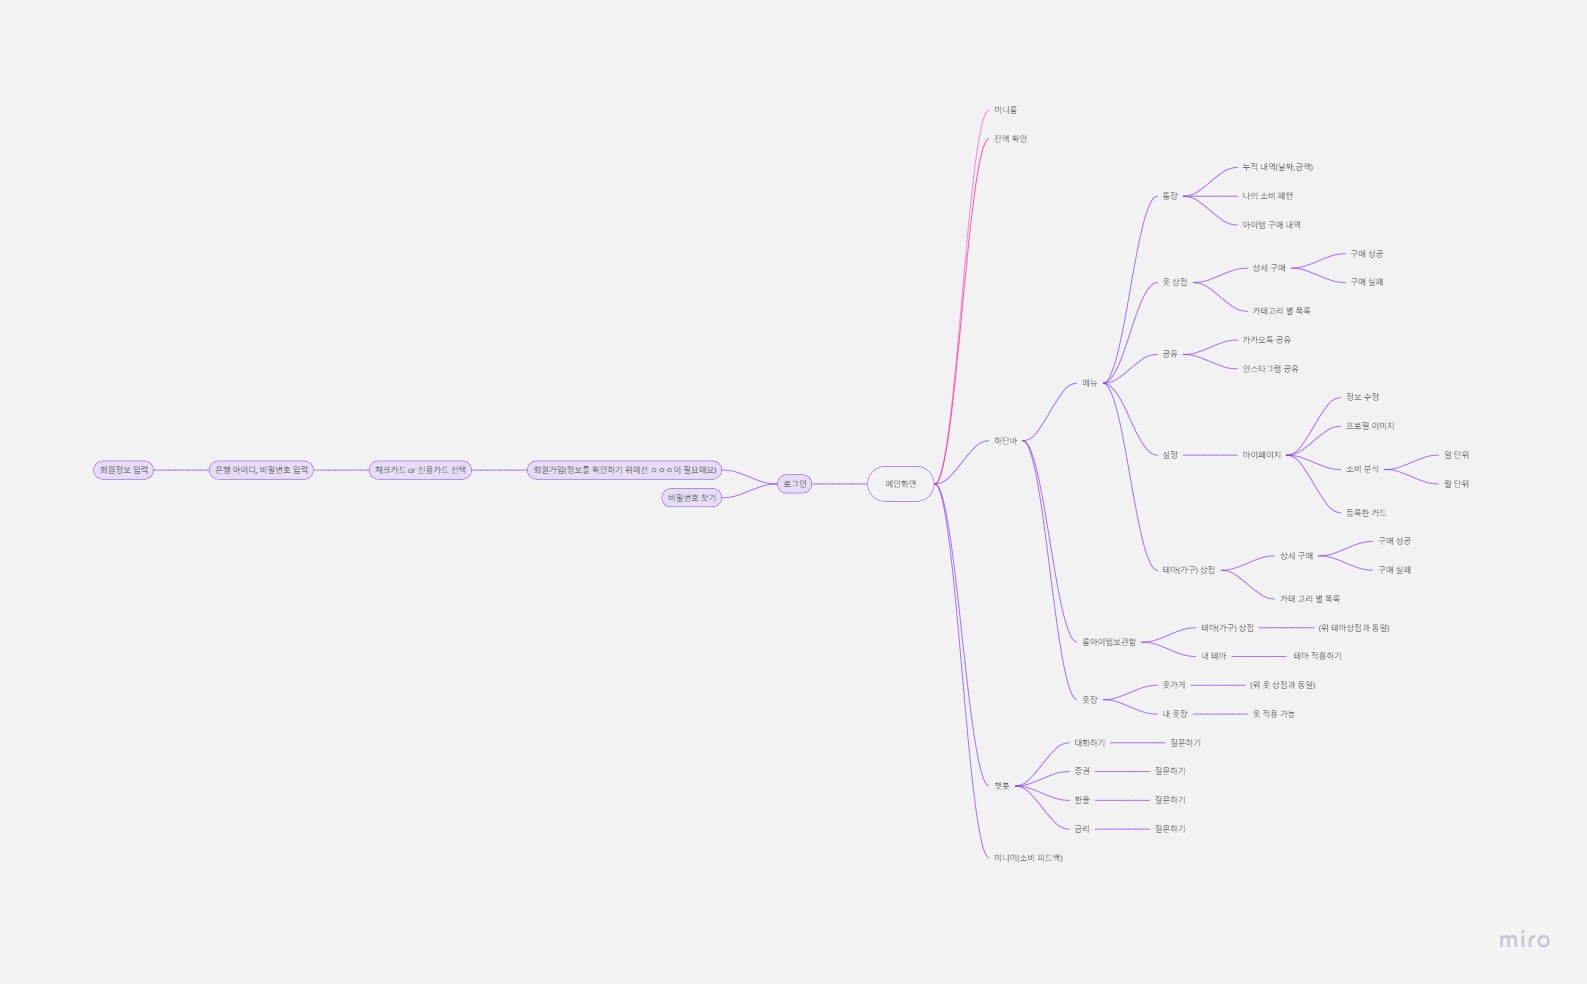 미니룸
잔액 확인
누적 내역(날짜,금액)
통장
나의 소비 패턴
아이템 구매 내역
구매 성공
상세 구매
옷 상점
구매 실패
카테고리 별 목록
카카오톡 공유
공유
인스타그램 공유
메뉴
정보 수정
프로필 이미지
하단바
설정
마이페이지
일 단위
소비 분석
월 단위
등록한 카드
회원정보 입력
은행 아이디, 비밀번호 입력
체크카드 or 신용카드 선택
회원가입(정보를 확인하기 위해선 ㅇㅇㅇ이 필요해요)
로그인
메인화면
비밀번호 찾기
구매 성공
상세 구매
테마(가구) 상점
구매 실패
카테 고리 별 목록
테마(가구) 상점
(위 테마상점과 동일)
룸아이템보관함
내 테마
테마 적용하기
옷가게
(위 옷 상점과 동일)
옷장
내 옷장
옷 적용 가능
대화하기
질문하기
증권
질문하기
챗봇
환율
질문하기
금리
질문하기
미니미(소비 피드백)
miro